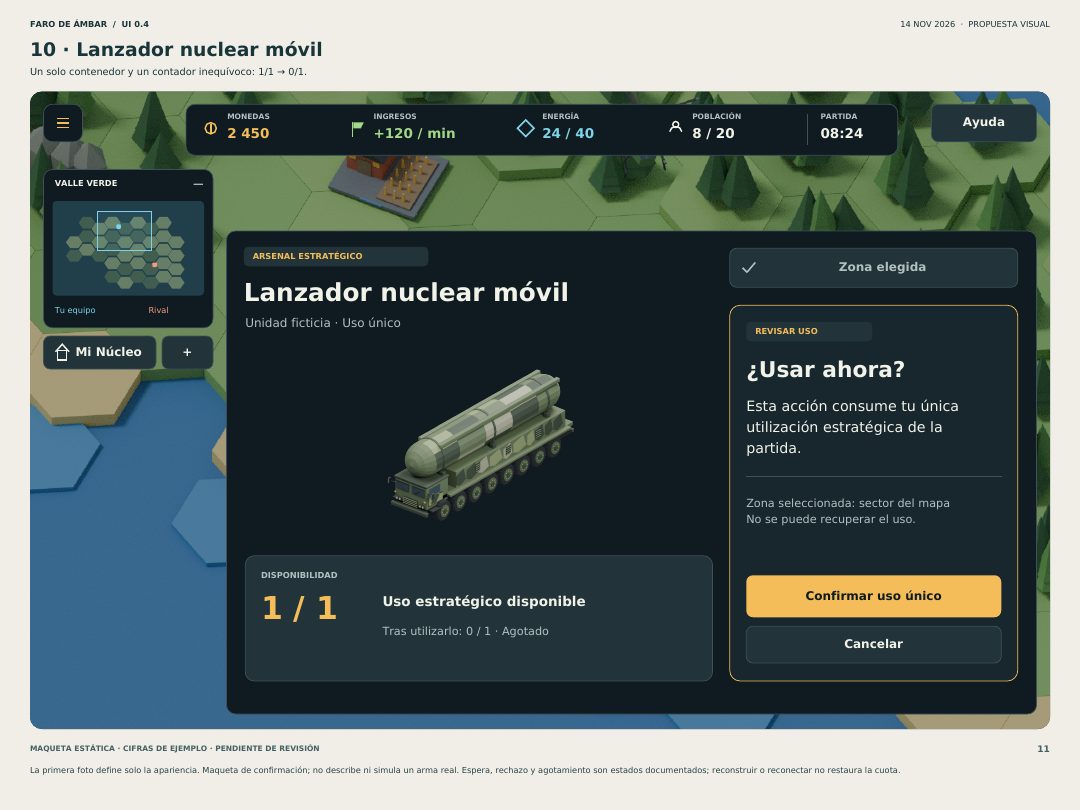 FARO DE ÁMBAR / UI 0.4
14 NOV 2026 · PROPUESTA VISUAL
10 · Lanzador nuclear móvil
Un solo contenedor y un contador inequívoco: 1/1 → 0/1.
MONEDAS
2 450
INGRESOS
+120 / min
ENERGÍA
24 / 40
POBLACIÓN
8 / 20
PARTIDA
08:24
Ayuda
VALLE VERDE
Tu equipo
Rival
Mi Núcleo
+
ARSENAL ESTRATÉGICO
Lanzador nuclear móvil
Unidad ficticia · Uso único
DISPONIBILIDAD
1 / 1
Uso estratégico disponible
Tras utilizarlo: 0 / 1 · Agotado
Zona elegida
REVISAR USO
¿Usar ahora?
Esta acción consume tu única
utilización estratégica de la
partida.
Zona seleccionada: sector del mapa
No se puede recuperar el uso.
Confirmar uso único
Cancelar
MAQUETA ESTÁTICA · CIFRAS DE EJEMPLO · PENDIENTE DE REVISIÓN
11
La primera foto define solo la apariencia. Maqueta de confirmación; no describe ni simula un arma real. Espera, rechazo y agotamiento son estados documentados; reconstruir o reconectar no restaura la cuota.